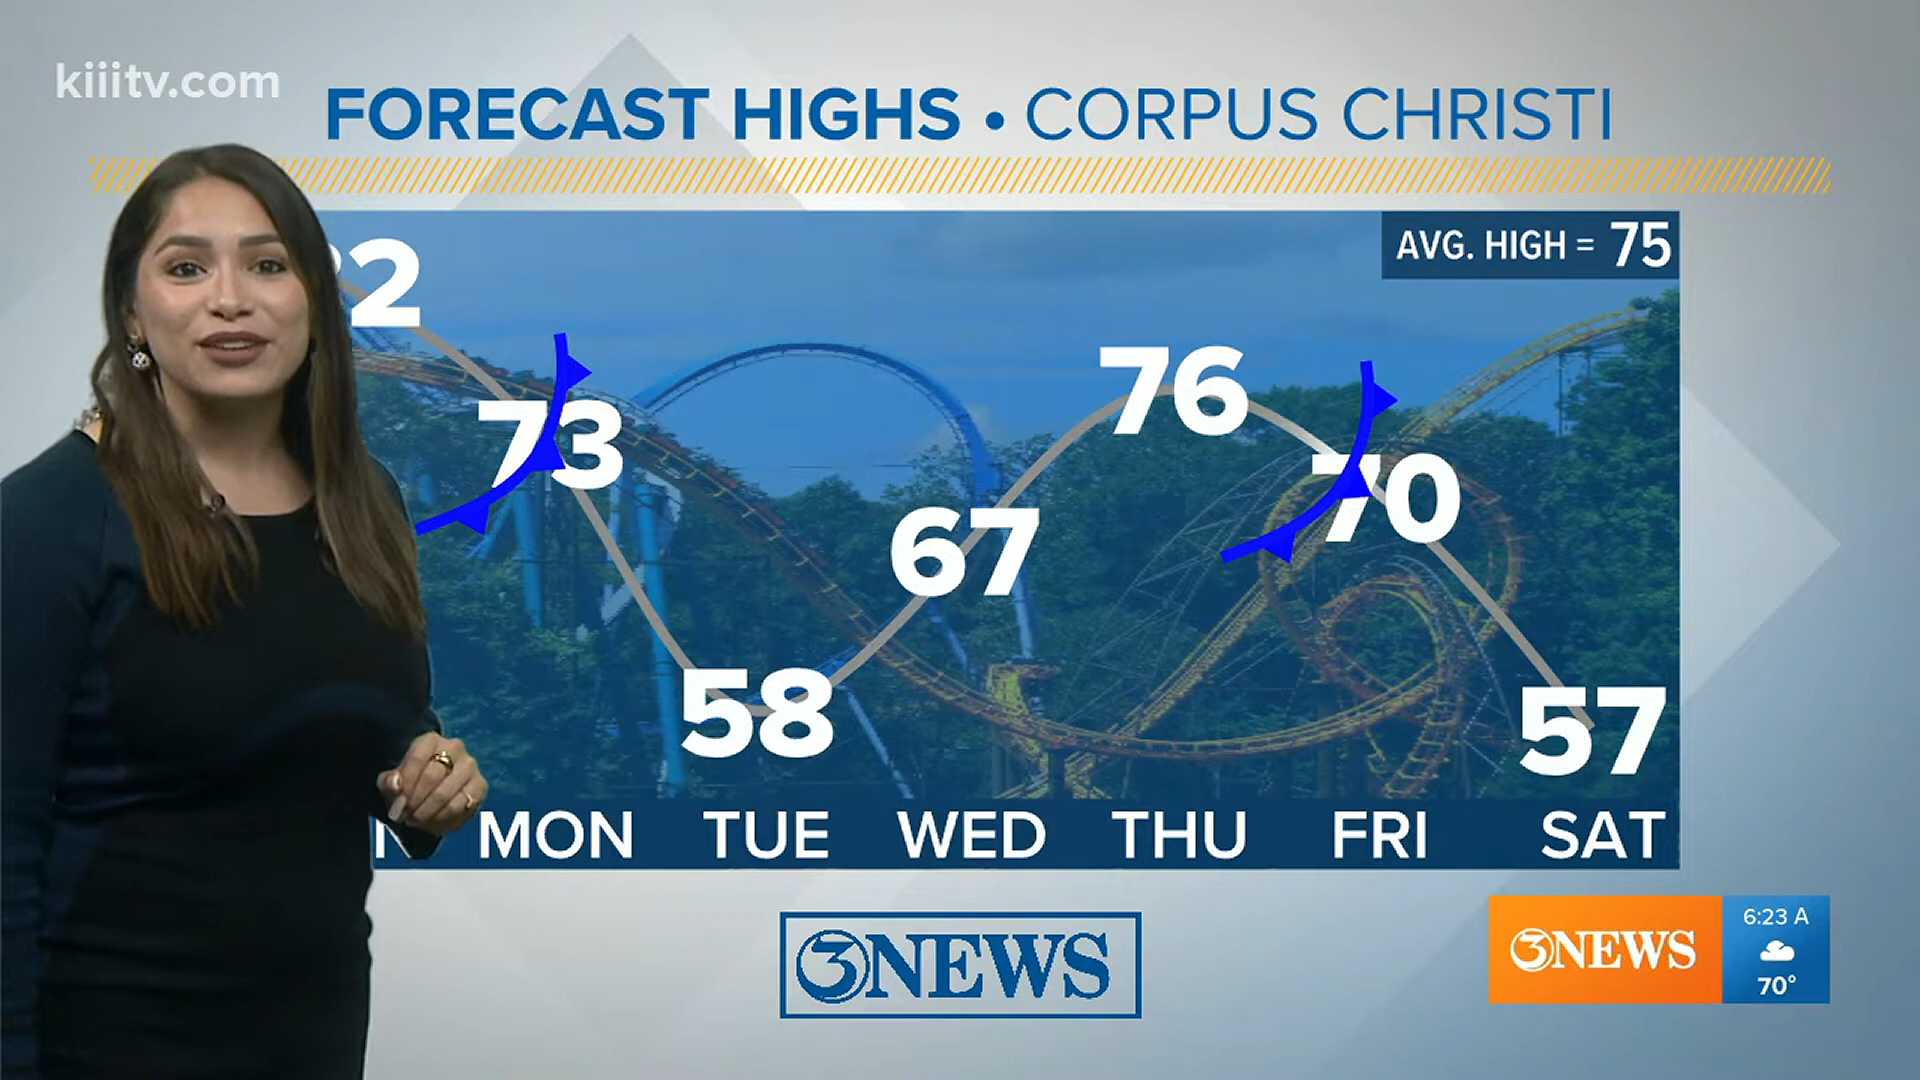 kiiitv.com
FORECAST HIGHS • CORPUS CHRISTI
AVG. HIGH = 75
2
73
58
67
76
70
57
N MON TUE WED THU FRI SAT
3NEWS
3NEWS
6:23 A
70°